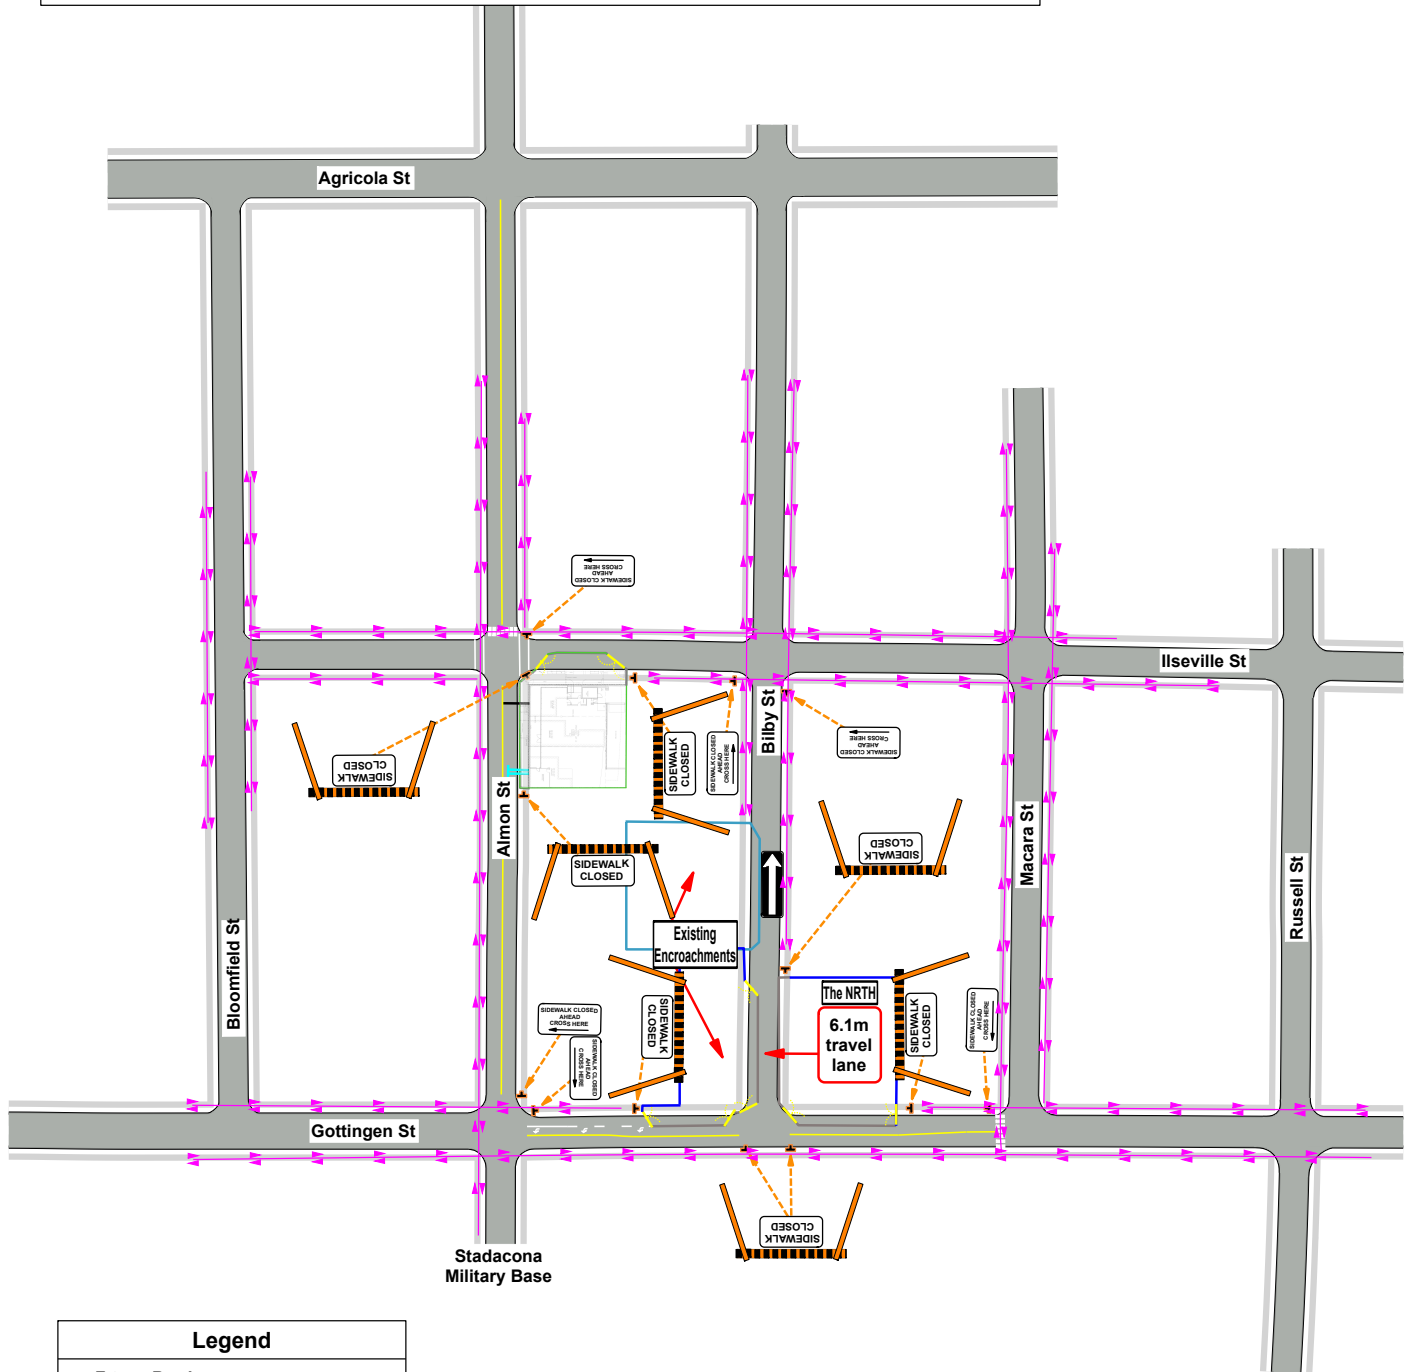 Agricola St
SIDEWALK CLOSED
AHEAD
CROSS HERE
Ilseville St
Bilby St
SIDEWALK
CLOSED
SIDEWALK
CLOSED
SIDEWALK CLOSED
AHEAD
CROSS HERE
SIDEWALK CLOSED
AHEAD
CROSS HERE
Almon St
Macara St
SIDEWALK
CLOSED
SIDEWALK
CLOSED
Russell St
Bloomfield St
Existing
Encroachments
The NRTH
SIDEWALK CLOSED
AHEAD
CROSS HERE
SIDEWALK CLOSED
AHEAD
CROSS HERE
SIDEWALK
CLOSED
6.1m
travel
lane
SIDEWALK
CLOSED
SIDEWALK CLOSED
AHEAD
CROSS HERE
Gottingen St
SIDEWALK
CLOSED
Stadacona
Military Base
Legend